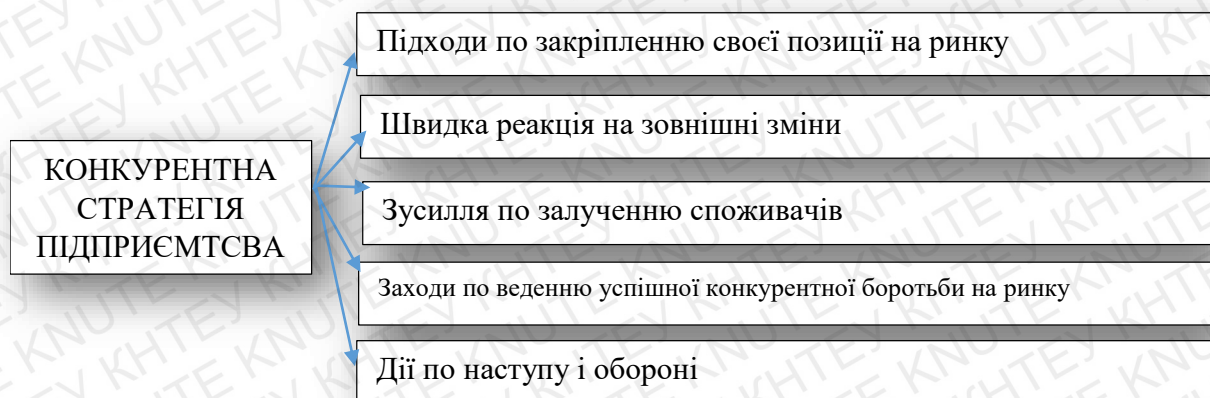 Підходи по закріпленню своєї позиції на ринку
Швидка реакція на зовнішні зміни
КОНКУРЕНТНА
СТРАТЕГІЯ
ПІДПРИЄМТСВА
Зусилля по залученню споживачів
Заходи по веденню успішної конкурентної боротьби на ринку
Дії по наступу і обороні